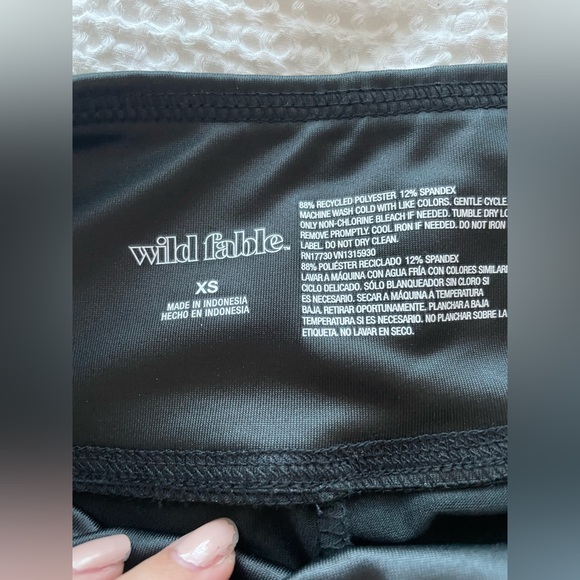 wild fable™
XS
MADE IN INDONESIA
HECHO EN INDONESIA
88% RECYCLED POLYESTER 12% SPANDEX
MACHINE WASH COLD WITH LIKE COLORS. GENTLE CYCLE.
ONLY NON-CHLORINE BLEACH IF NEEDED. TUMBLE DRY LO
REMOVE PROMPTLY. COOL IRON IF NEEDED. DO NOT IRON
LABEL. DO NOT DRY CLEAN.
RN17730 VN1315930
88% POLIÉSTER RECICLADO 12% SPANDEX
LAVAR A MÁQUINA CON AGUA FRÍA CON COLORES SIMILAR
CICLO DELICADO. SÓLO BLANQUEADOR SIN CLORO SI
ES NECESARIO. SECAR A MÁQUINA A TEMPERATURA
BAJA. RETIRAR OPORTUNAMENTE. PLANCHAR A BAJA
TEMPERATURA SI ES NECESARIO. NO PLANCHAR SOBRE LA
ETIQUETA. NO LAVAR EN SECO.